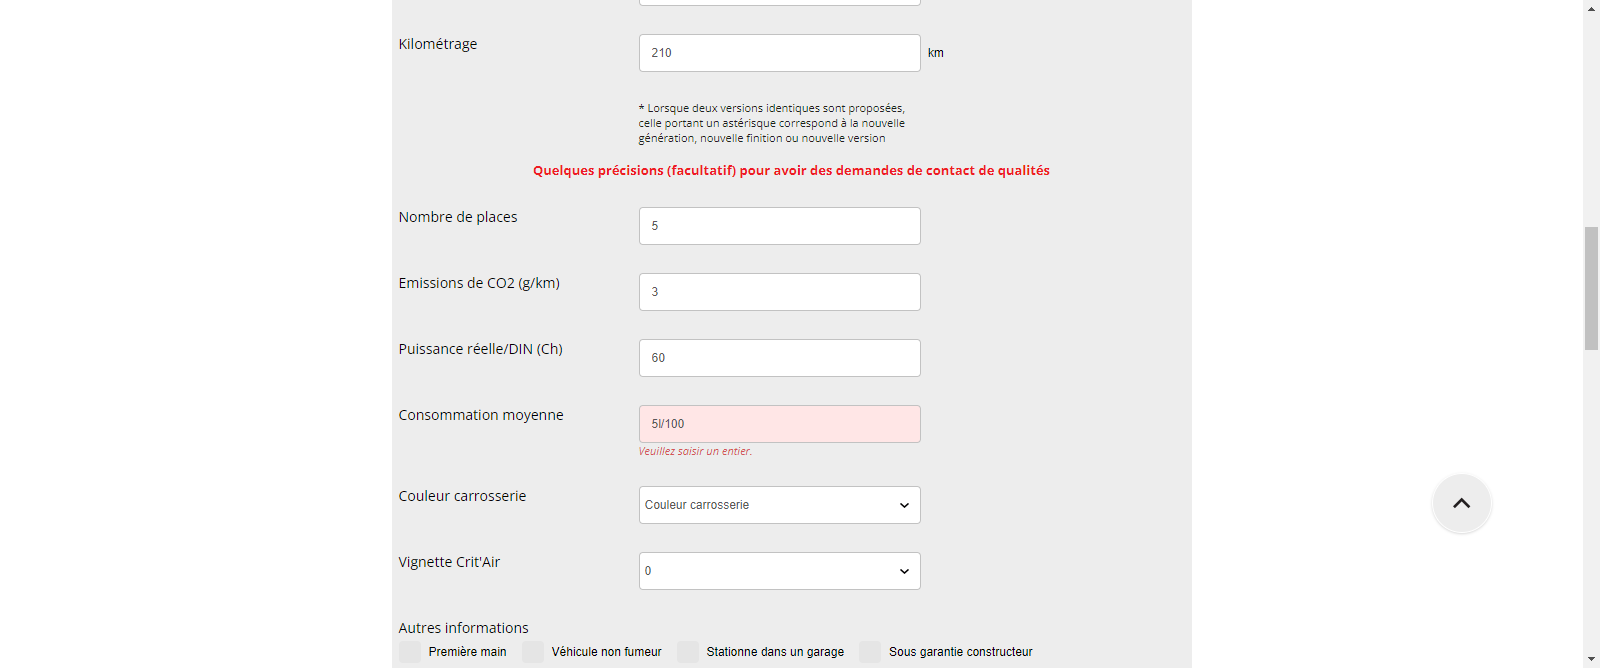 Kilométrage
210
km
* Lorsque deux versions identiques sont proposées,
celle portant un astérisque correspond à la nouvelle
génération, nouvelle finition ou nouvelle version
Quelques précisions (facultatif) pour avoir des demandes de contact de qualités
Nombre de places
5
Emissions de CO2 (g/km)
3
Puissance réelle/DIN (Ch)
60
Consommation moyenne
5l/100
Veuillez saisir un entier.
Couleur carrosserie
Couleur carrosserie
Vignette Crit'Air
0
Autres informations
Première main Véhicule non fumeur Stationne dans un garage Sous garantie constructeur